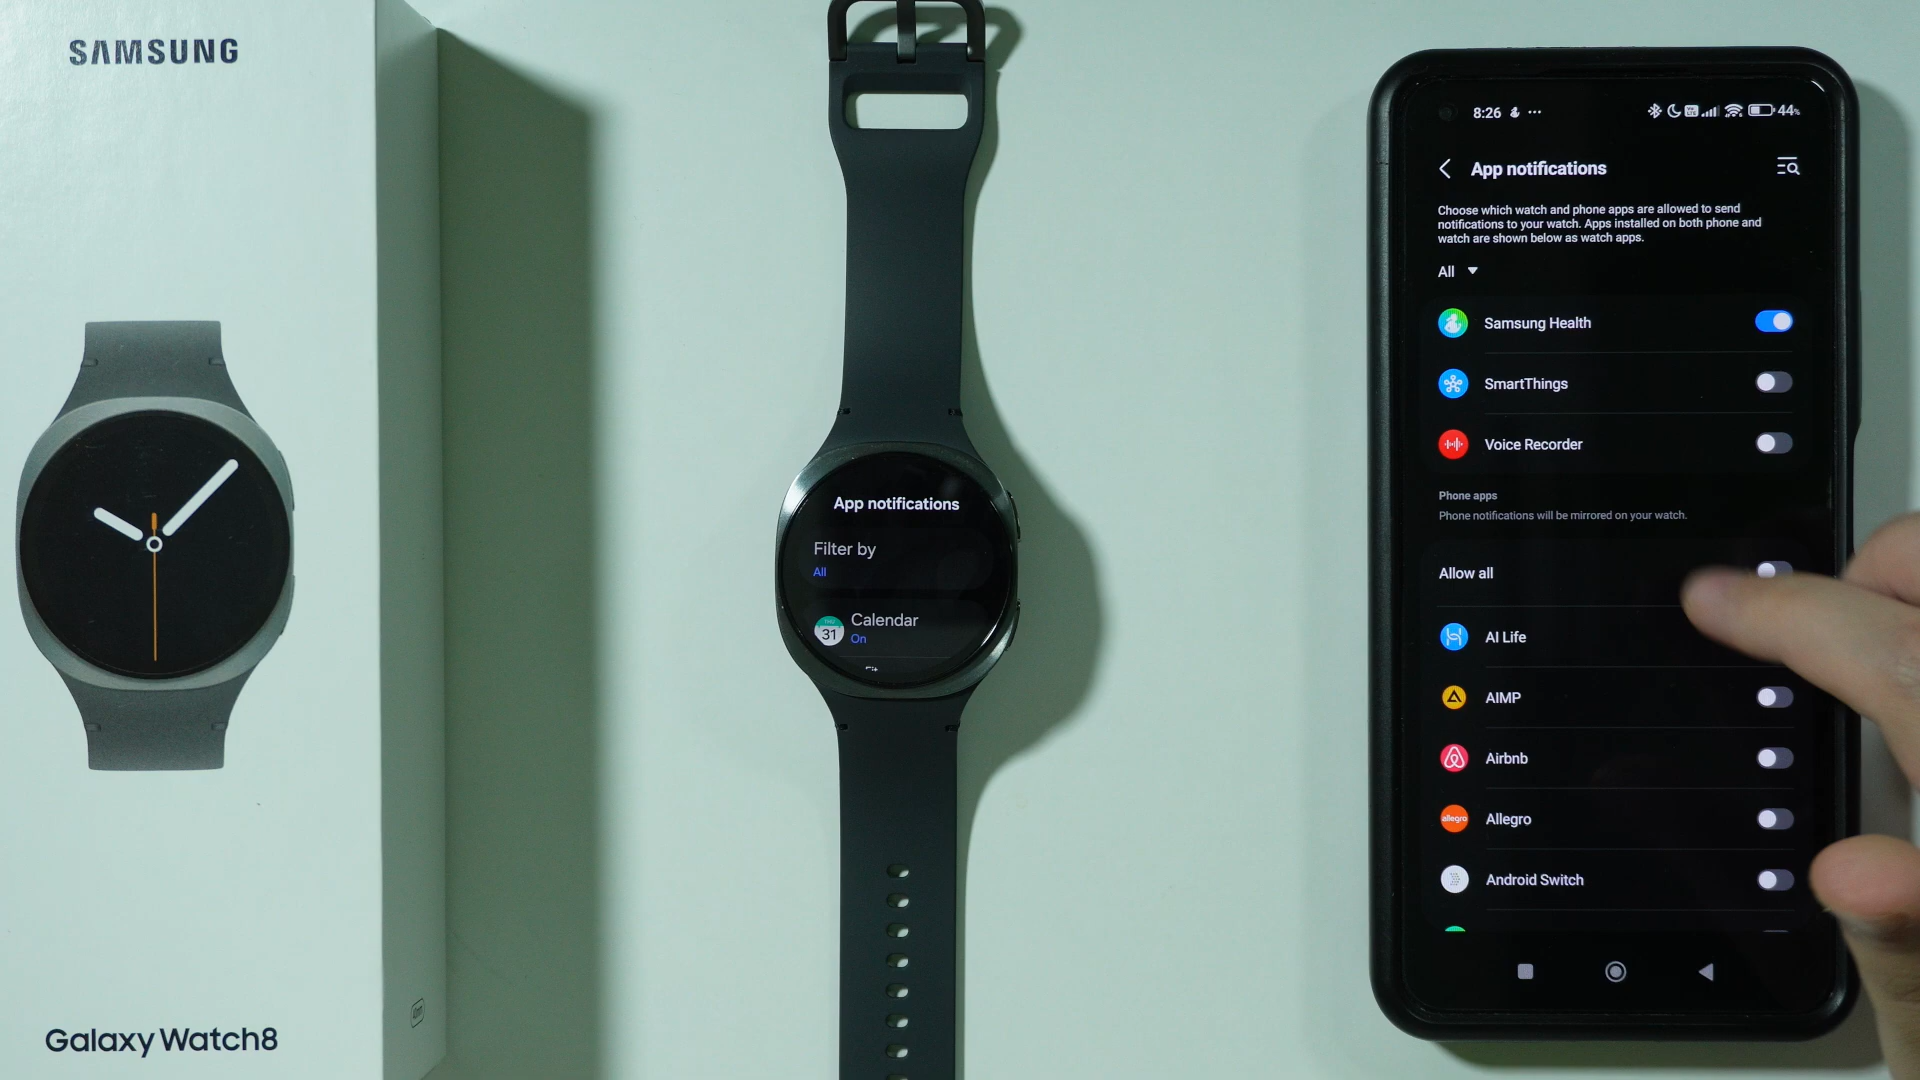 SAMSUNG
Galaxy Watch8
App notifications
Filter by
All
THU
31
Calendar
On
8:26
44%
App notifications
Choose which watch and phone apps are allowed to send
notifications to your watch. Apps installed on both phone and
watch are shown below as watch apps.
All
Samsung Health
SmartThings
Voice Recorder
Phone apps
Phone notifications will be mirrored on your watch.
Allow all
AI Life
AIMP
Airbnb
allegro
Allegro
Android Switch